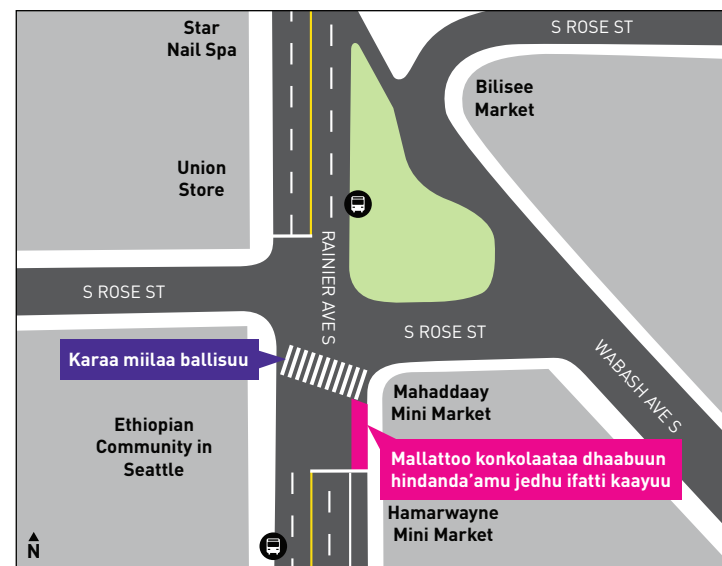 Star
Nail Spa
S ROSE ST
Bilisee
Market
Union
Store
RAINIER AVE S
S ROSE ST
S ROSE ST
WABASH AVE S
Karaa miilaa ballisuu
Mahaddaay
Mini Market
Ethiopian
Community in
Seattle
Mallattoo konkolaataa dhaabuun
hindanda’amu jedhu ifatti kaayuu
Hamarwayne
Mini Market
N